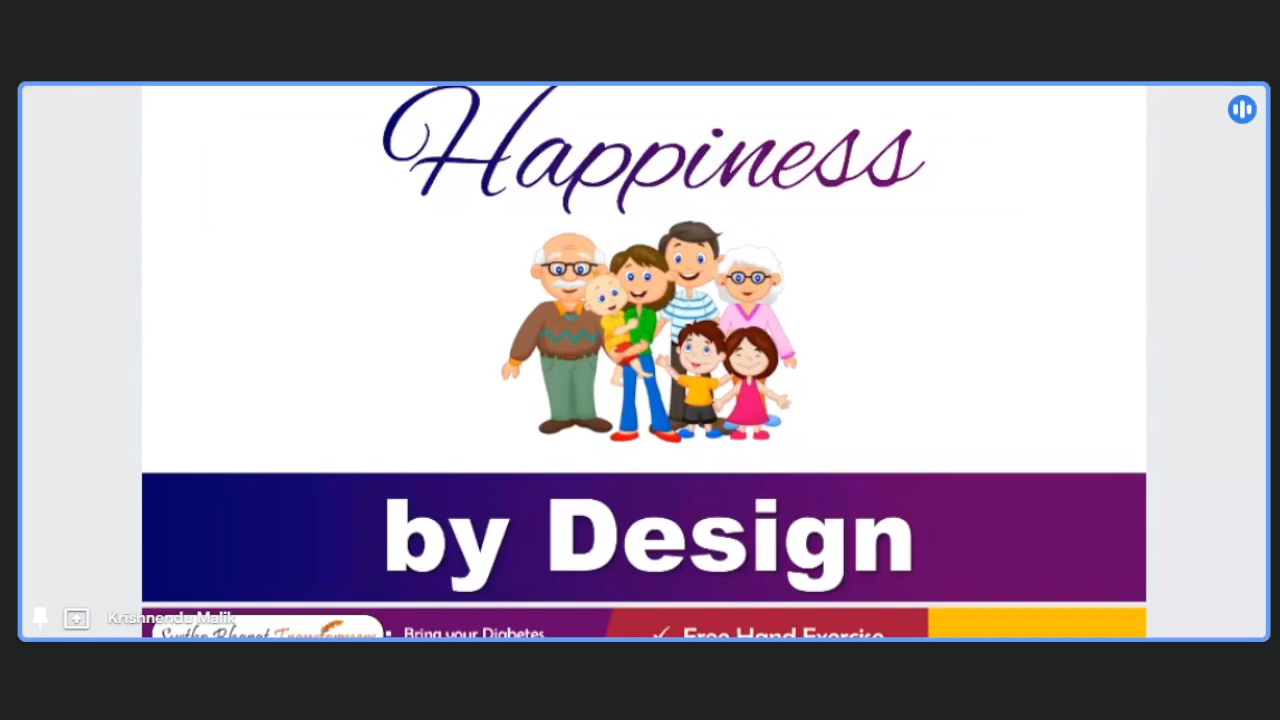 Happiness
by Design
Krishnendu Malik
Bring your Diabetes
✓ Free Hand Exercise